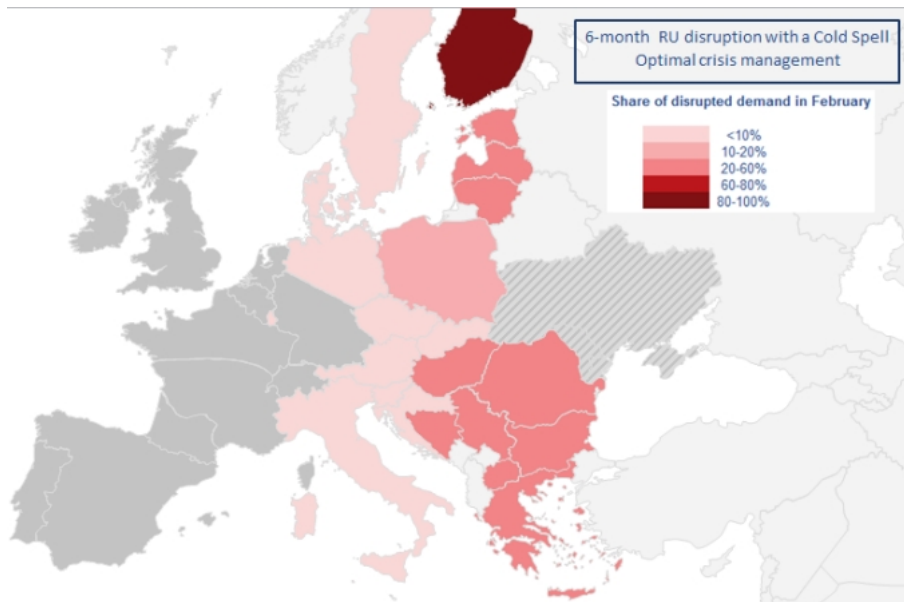 6-month RU disruption with a Cold Spell
Optimal crisis management
Share of disrupted demand in February
<10%
10-20%
20-60%
60-80%
80-100%